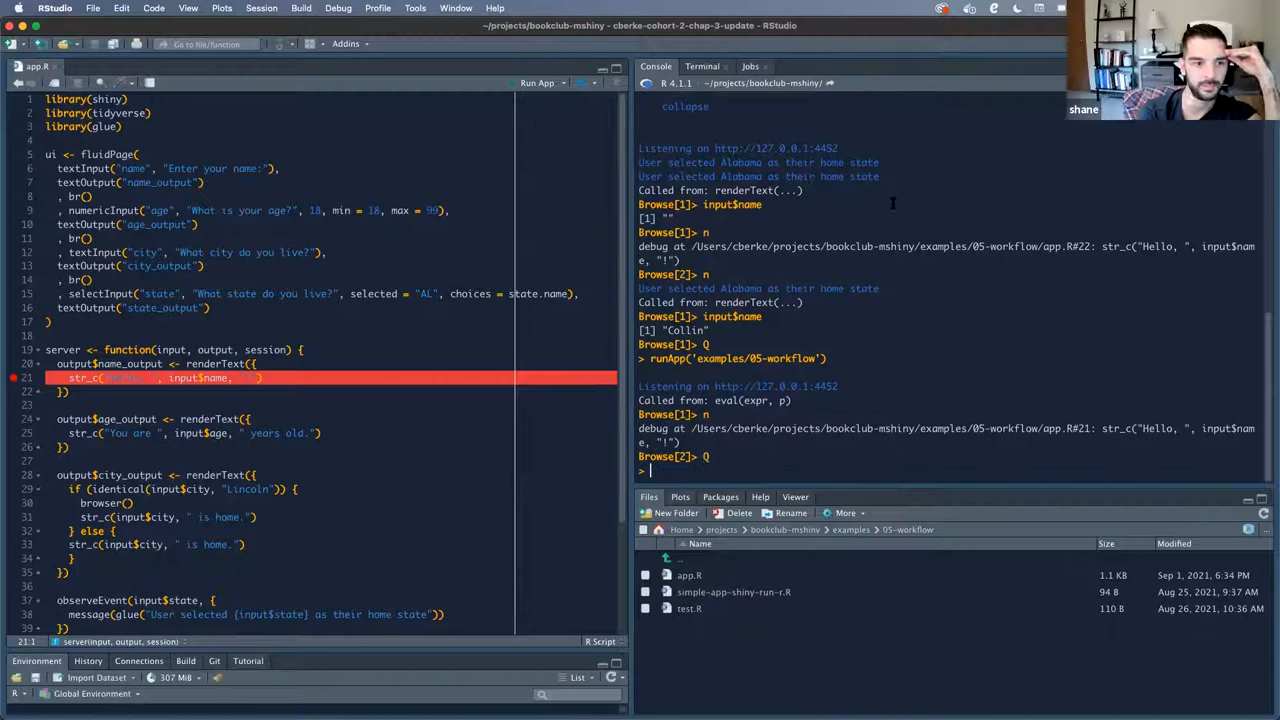 RStudio File Edit Code View Plots Session Build Debug Profile Tools Window Help
~/projects/bookclub-mshiny - cberke-cohort-2-chap-3-update - RStudio
Go to file/function Addins
app.R
Run App
1 library(shiny)
2 library(tidyverse)
3 library(glue)
4
5 ui <- fluidPage(
6 textInput("name", "Enter your name:"),
7 textOutput("name_output")
8 , br()
9 , numericInput("age", "What is your age?", 18, min = 18, max = 99),
10 textOutput("age_output")
11 , br()
12 , textInput("city", "What city do you live?"),
13 textOutput("city_output")
14 , br()
15 , selectInput("state", "What state do you live?", selected = "AL", choices = state.name),
16 textOutput("state_output")
17 )
18
19 server <- function(input, output, session) {
20 output$name_output <- renderText({
21 str_c( , input$name, )
22 })
23
24 output$age_output <- renderText({
25 str_c("You are ", input$age, " years old.")
26 })
27
28 output$city_output <- renderText({
29 if (identical(input$city, "Lincoln")) {
30 browser()
31 str_c(input$city, " is home.")
32 } else {
33 str_c(input$city, " is home.")
34 }
35 })
36
37 observeEvent(input$state, {
38 message(glue("User selected {input$state} as their home state"))
39 })
21:1 server(input, output, session) R Script
Environment History Connections Build Git Tutorial
Import Dataset 307 MiB List
R Global Environment
Console Terminal Jobs
R 4.1.1 · ~/projects/bookclub-mshiny/
collapse
Listening on http://127.0.0.1:4452
User selected Alabama as their home state
User selected Alabama as their home state
Called from: renderText(...)
Browse[1]> input$name
[1] ""
Browse[1]> n
debug at /Users/cberke/projects/bookclub-mshiny/examples/05-workflow/app.R#22: str_c("Hello, ", input$nam
e, "!")
Browse[2]> n
User selected Alabama as their home state
Called from: renderText(...)
Browse[1]> input$name
[1] "Collin"
Browse[1]> Q
> runApp('examples/05-workflow')
Listening on http://127.0.0.1:4452
Called from: eval(expr, p)
Browse[1]> n
debug at /Users/cberke/projects/bookclub-mshiny/examples/05-workflow/app.R#21: str_c("Hello, ", input$nam
e, "!")
Browse[2]> Q
>
Files Plots Packages Help Viewer
New Folder Delete Rename More
Home projects bookclub-mshiny examples 05-workflow
Name Size Modified
..
app.R 1.1 KB Sep 1, 2021, 6:34 PM
simple-app-shiny-run-r.R 94 B Aug 25, 2021, 9:37 AM
test.R 110 B Aug 26, 2021, 10:36 AM
shane